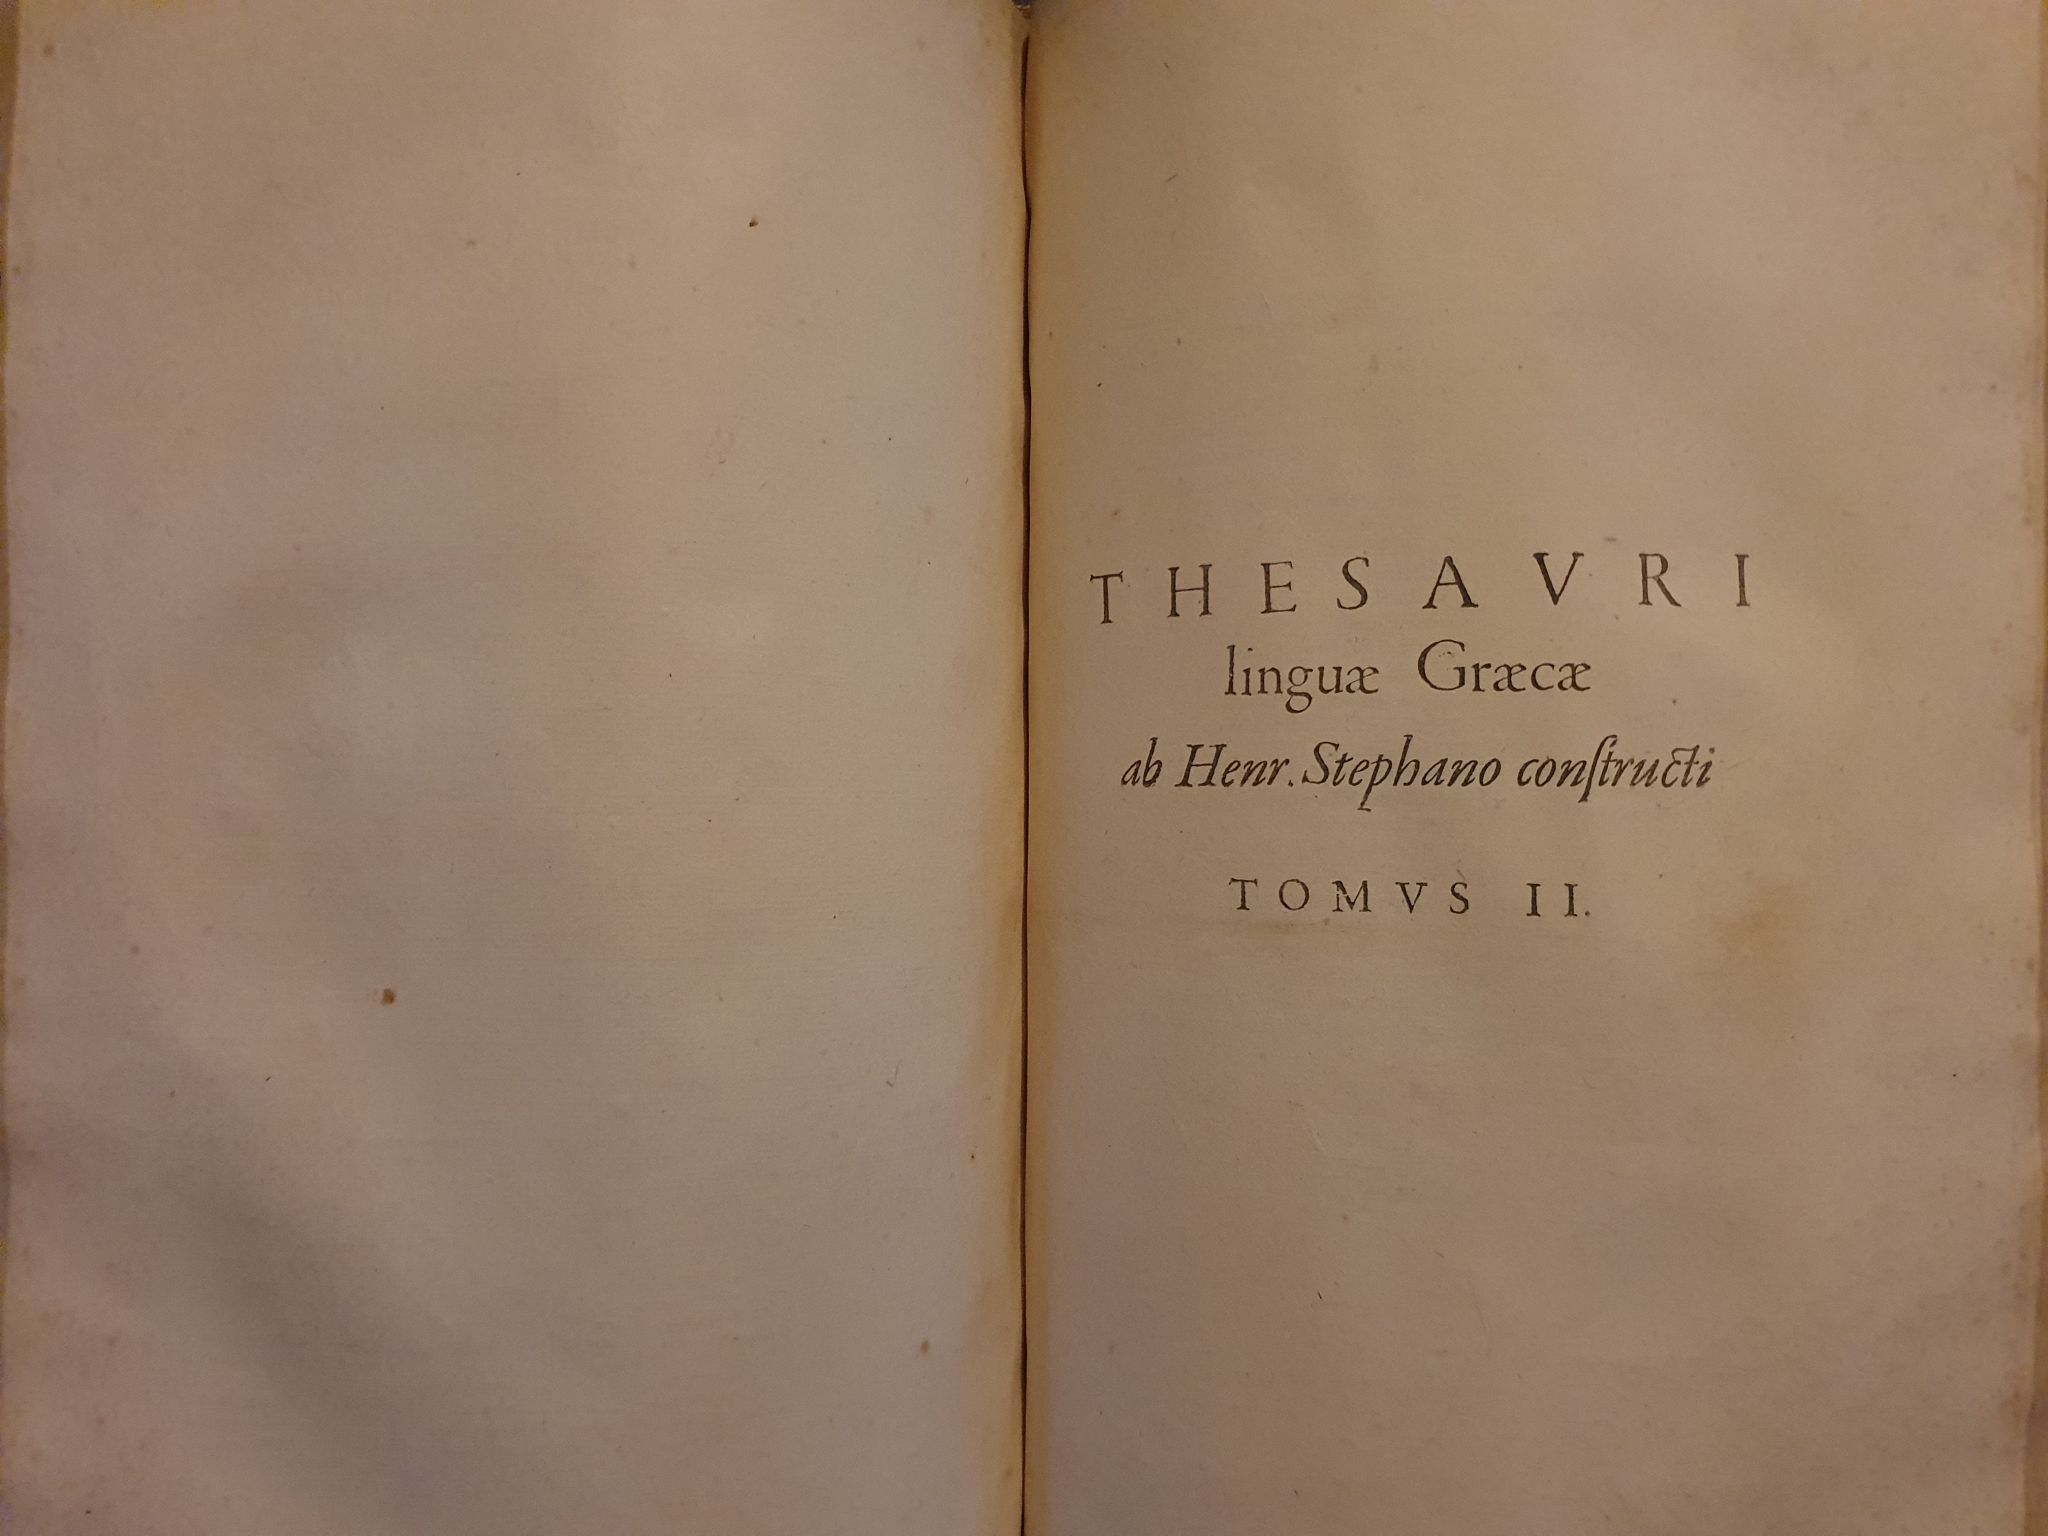 THESAVRI
linguæ Græcæ
ab Henr. Stephano conſtructi
TOMVS II.